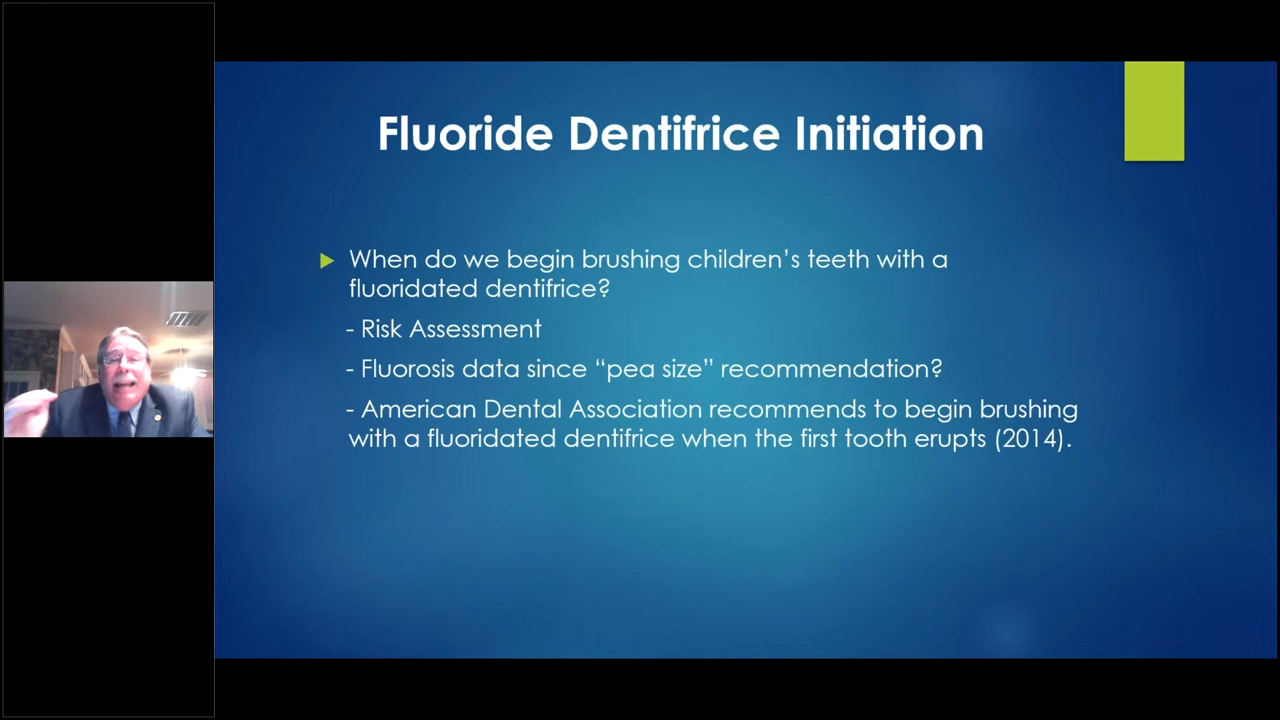 Fluoride Dentifrice Initiation
When do we begin brushing children’s teeth with a
fluoridated dentifrice?
- Risk Assessment
- Fluorosis data since “pea size” recommendation?
- American Dental Association recommends to begin brushing
with a fluoridated dentifrice when the first tooth erupts (2014).